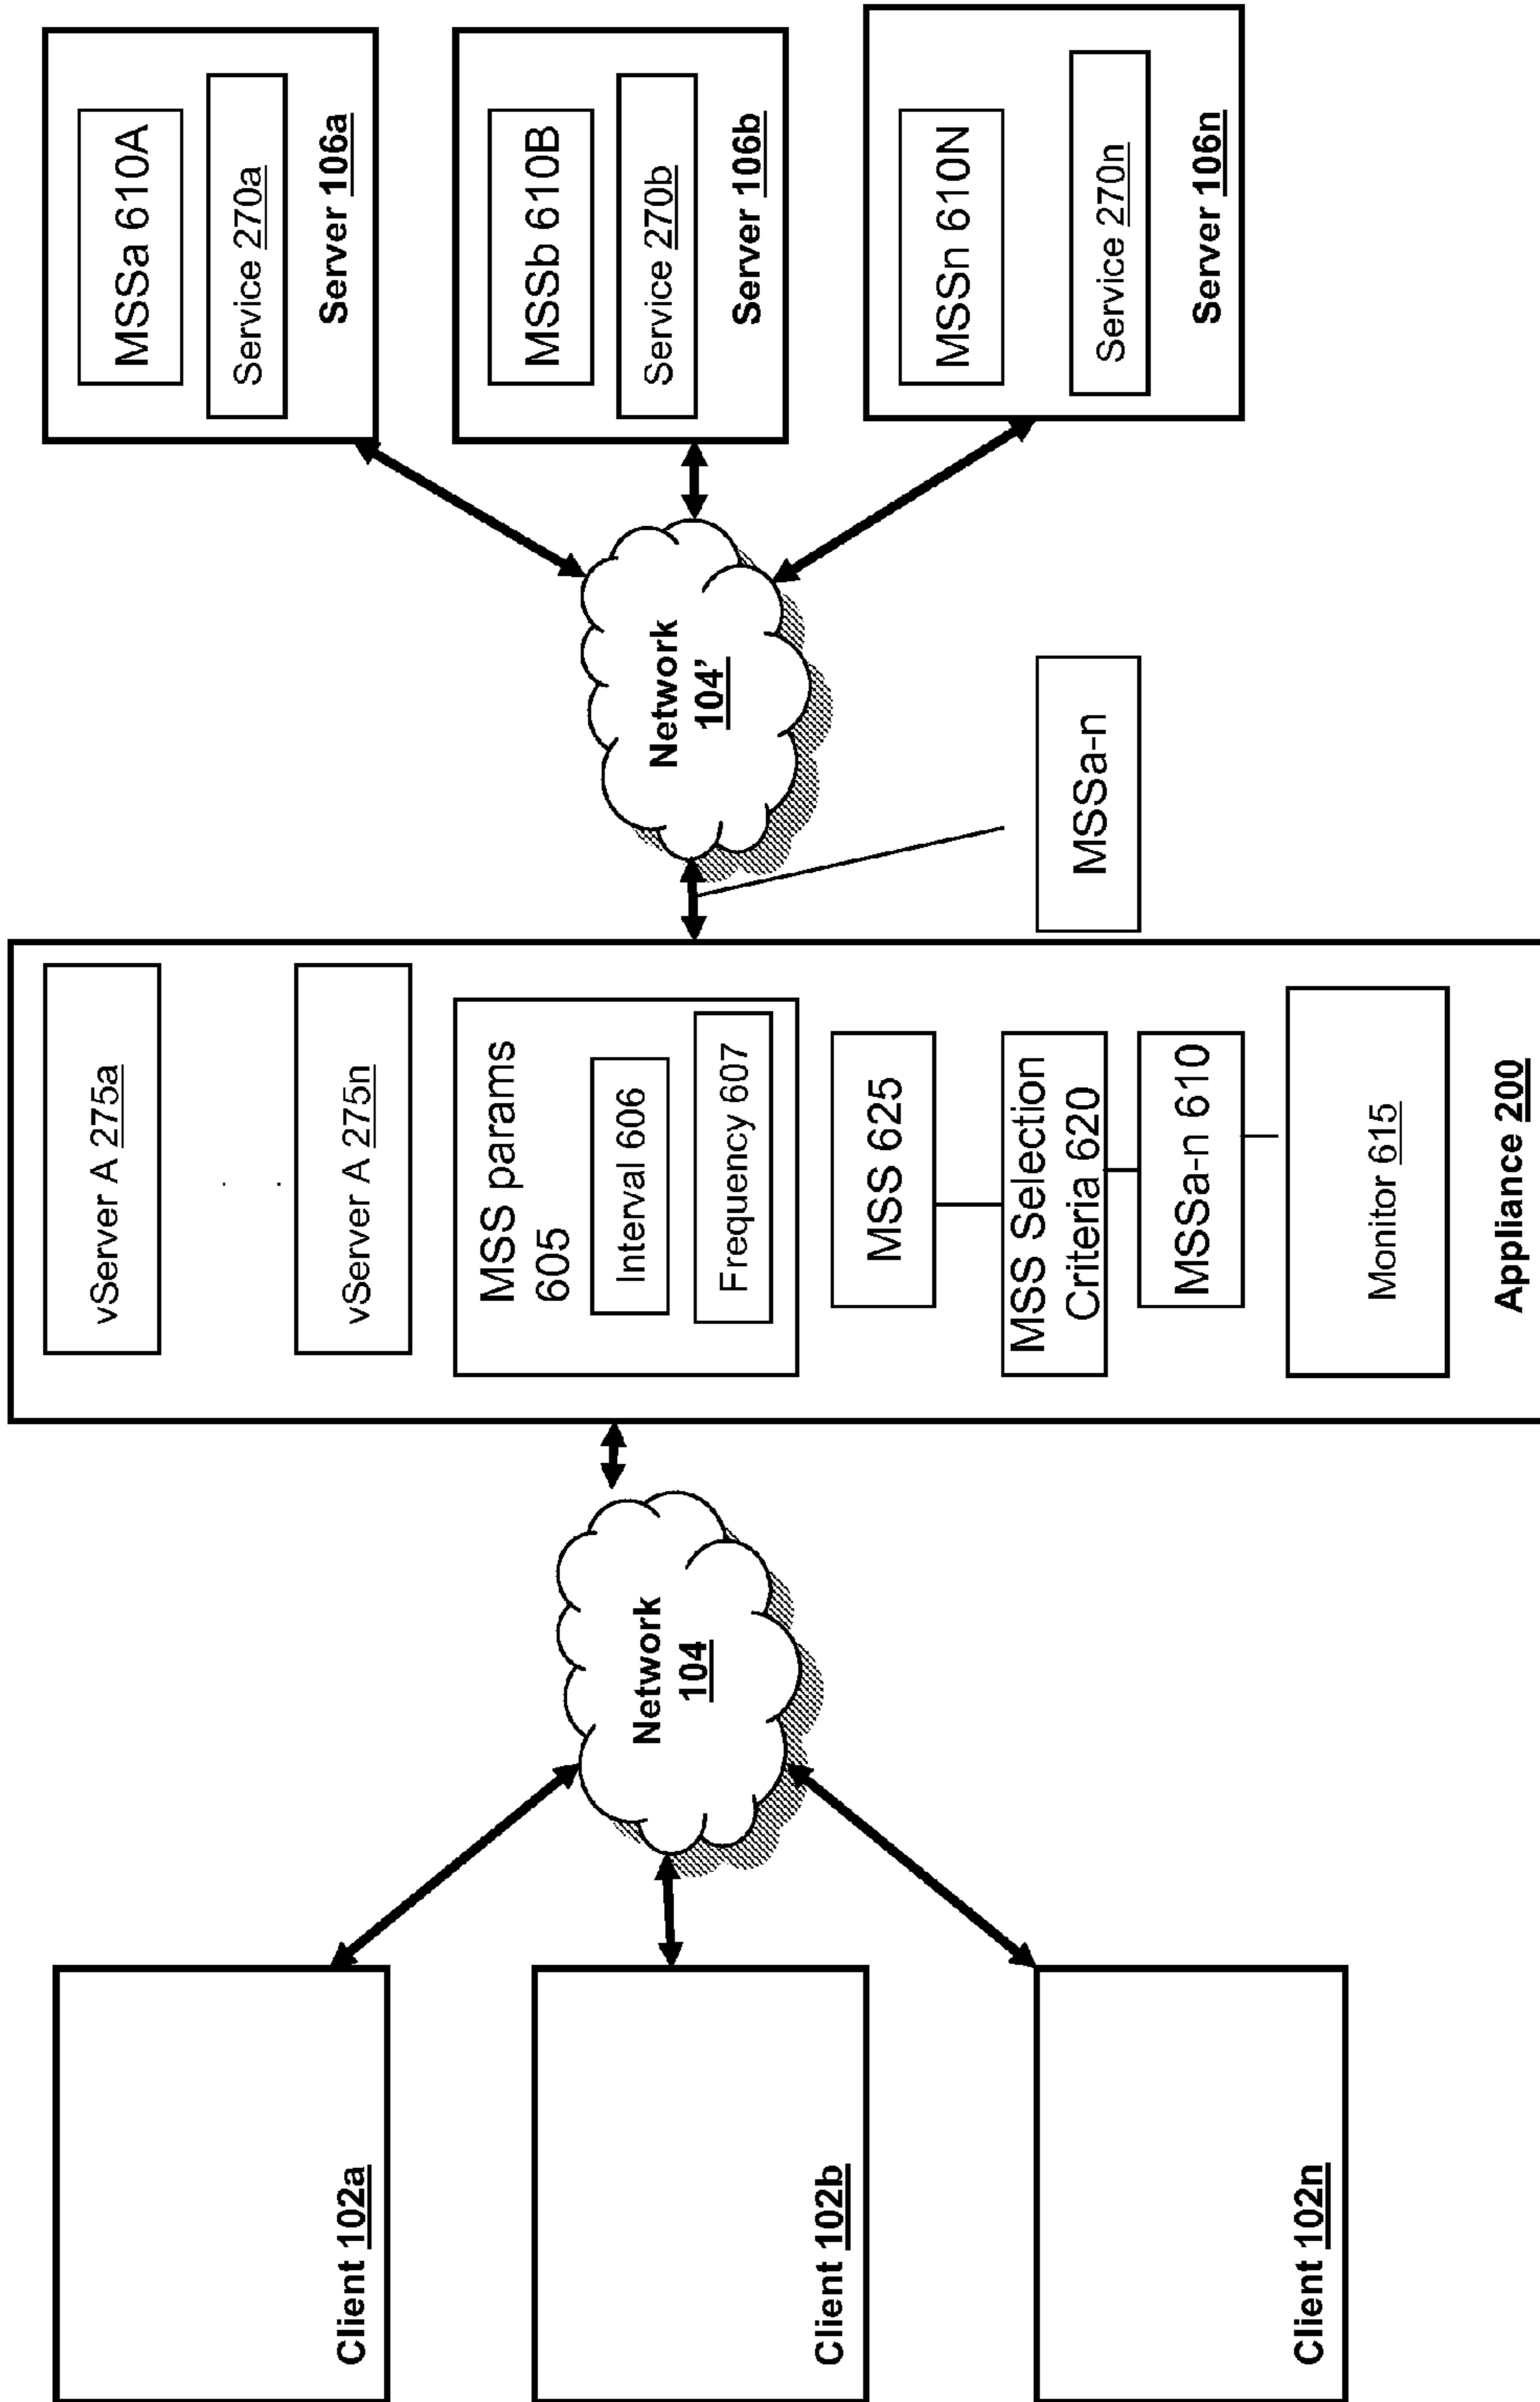 Client 102a
Client 102b
Client 102n
Network
104
vServer A 275a
. .
vServer A 275n
MSS params
605
Interval 606
Frequency 607
MSS 625
MSS Selection
Criteria 620
MSSa-n 610
Monitor 615
Appliance 200
Network
104’
MSSa-n
MSSa 610A
Service 270a
Server 106a
MSSb 610B
Service 270b
Server 106b
MSSn 610N
Service 270n
Server 106n